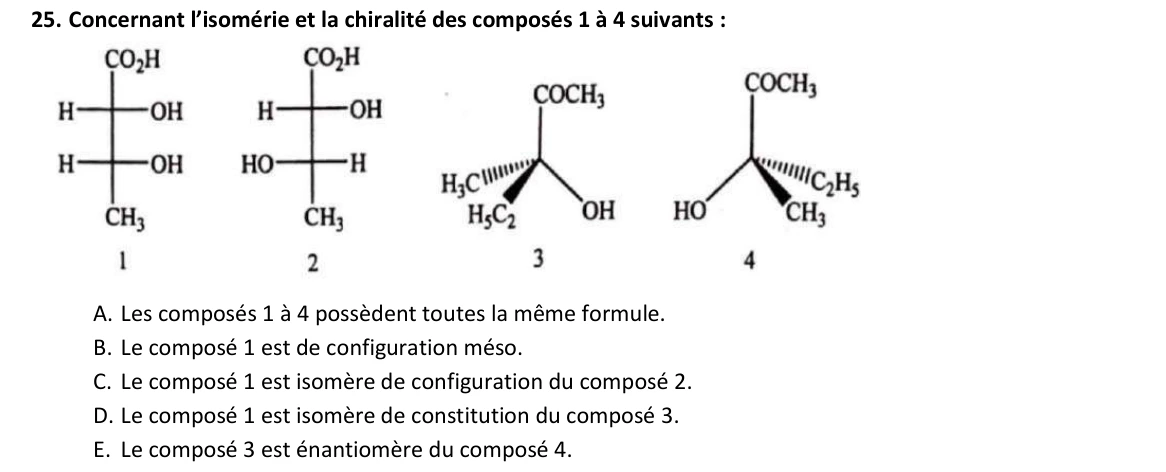 25. Concernant l'isomérie et la chiralité des composés 1 à 4 suivants :
CO₂H
H OH
H OH
CH₃
1
CO₂H
H OH
HO H
CH₃
2
COCH₃
H₃C
H₅C₂ OH
3
COCH₃
C₂H₅
HO CH₃
4
A. Les composés 1 à 4 possèdent toutes la même formule.
B. Le composé 1 est de configuration méso.
C. Le composé 1 est isomère de configuration du composé 2.
D. Le composé 1 est isomère de constitution du composé 3.
E. Le composé 3 est énantiomère du composé 4.